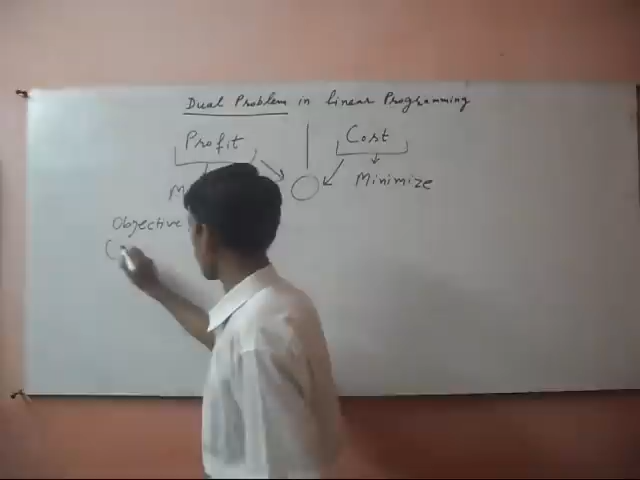 Dual Problem in linear Programming
Profit Cost
M Minimize
Objective
(